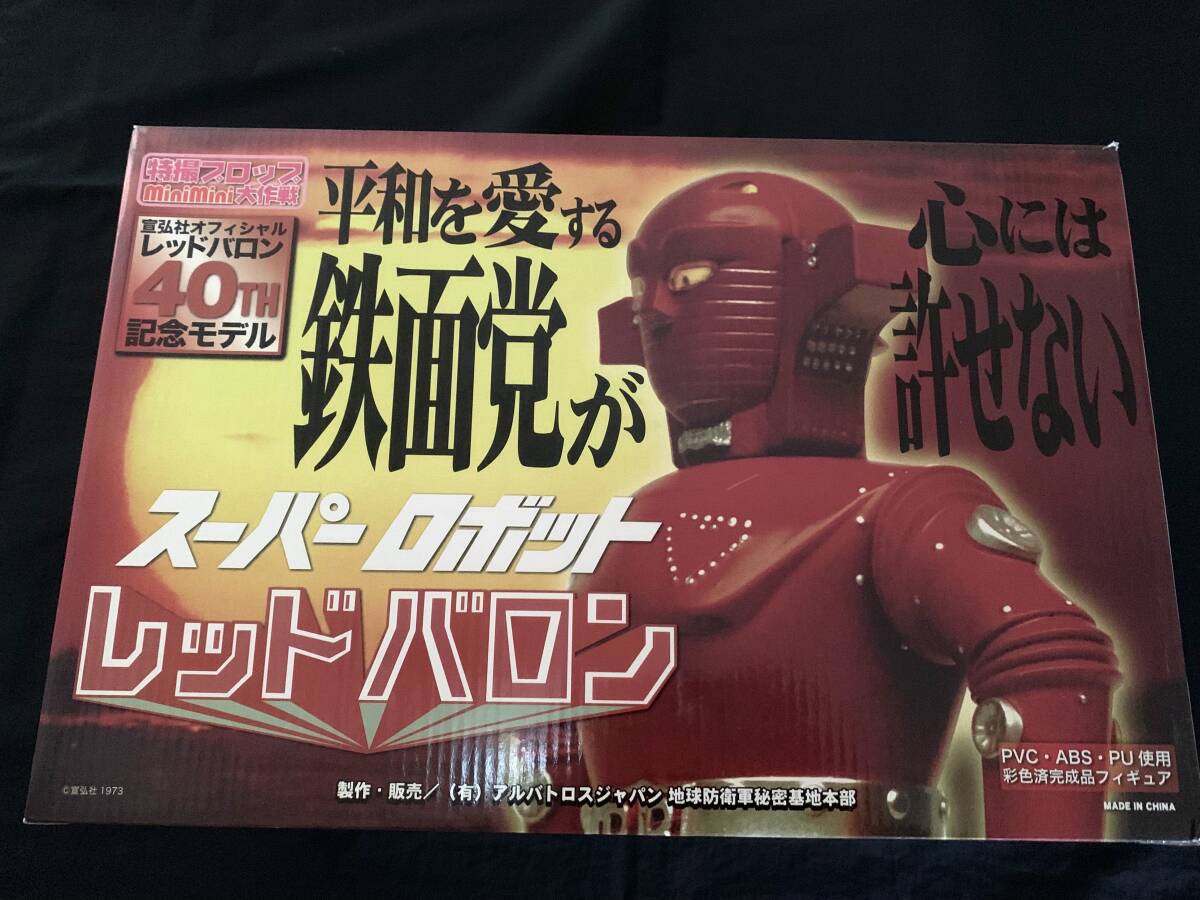 特撮プロップ
MiniMini大作戦
宣弘社オフィシャル
レッドバロン
40TH
記念モデル
平和を愛する
鉄面党が
心には
許せない
スーパーロボット
レッドバロン
PVC・ABS・PU使用
彩色済完成品フィギュア
MADE IN CHINA
©宣弘社 1973
製作・販売/(有)アルバトロスジャパン 地球防衛軍秘密基地本部